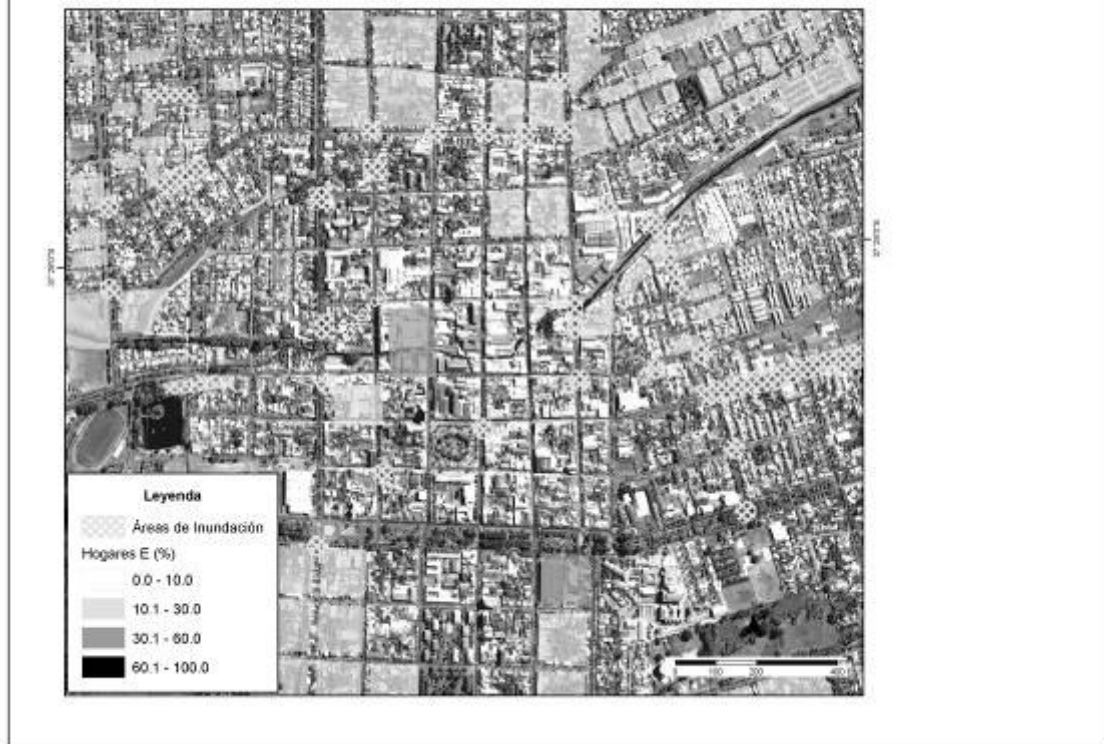 Leyenda
Áreas de Inundación
Hogares E (%)
0.0 - 10.0
10.1 - 30.0
30.1 - 60.0
60.1 - 100.0